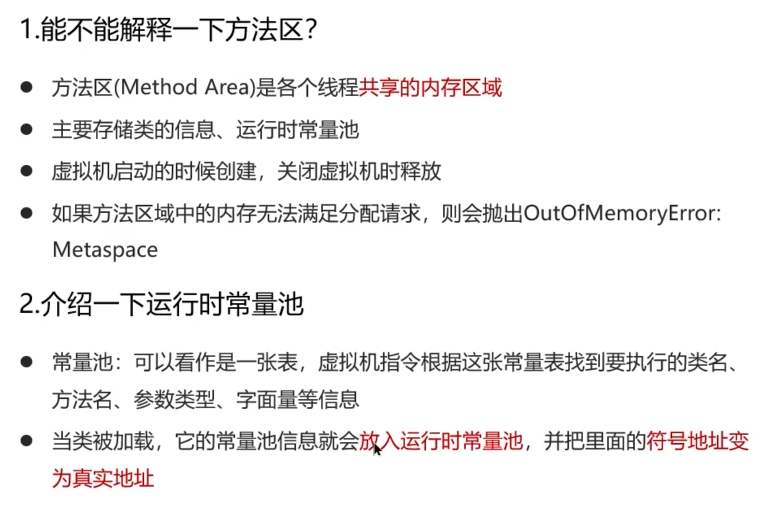 1.能不能解释一下方法区？
● 方法区(Method Area)是各个线程共享的内存区域
● 主要存储类的信息、运行时常量池
● 虚拟机启动的时候创建，关闭虚拟机时释放
● 如果方法区域中的内存无法满足分配请求，则会抛出OutOfMemoryError:
Metaspace
2.介绍一下运行时常量池
● 常量池：可以看作是一张表，虚拟机指令根据这张常量表找到要执行的类名、
方法名、参数类型、字面量等信息
● 当类被加载，它的常量池信息就会放入运行时常量池，并把里面的符号地址变
为真实地址